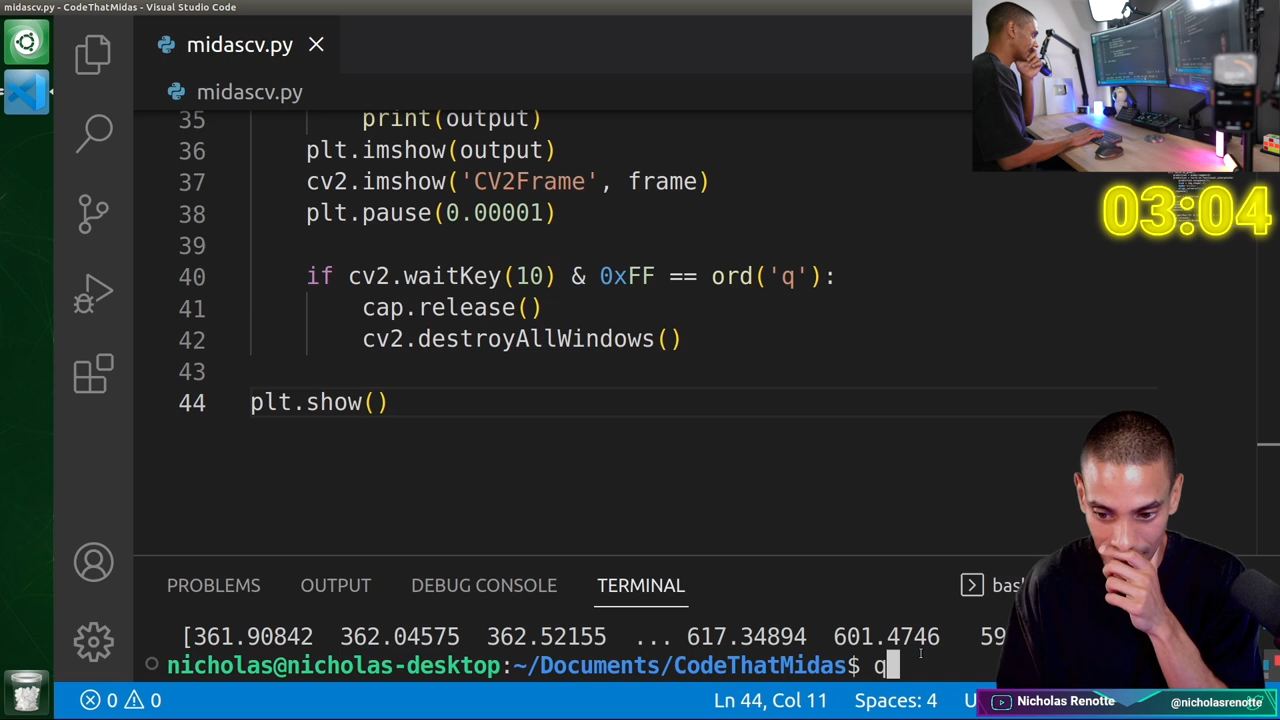 midascv.py - CodeThatMidas - Visual Studio Code
midascv.py
midascv.py
03:04
35 print(output)
36 plt.imshow(output)
37 cv2.imshow('CV2Frame', frame)
38 plt.pause(0.00001)
39
40 if cv2.waitKey(10) & 0xFF == ord('q'):
41 cap.release()
42 cv2.destroyAllWindows()
43
44 plt.show()
PROBLEMS OUTPUT DEBUG CONSOLE TERMINAL
[361.90842 362.04575 362.52155 ... 617.34894 601.4746 59
nicholas@nicholas-desktop:~/Documents/CodeThatMidas$ q
0 0 Ln 44, Col 11 Spaces: 4
Nicholas Renotte @nicholasrenotte